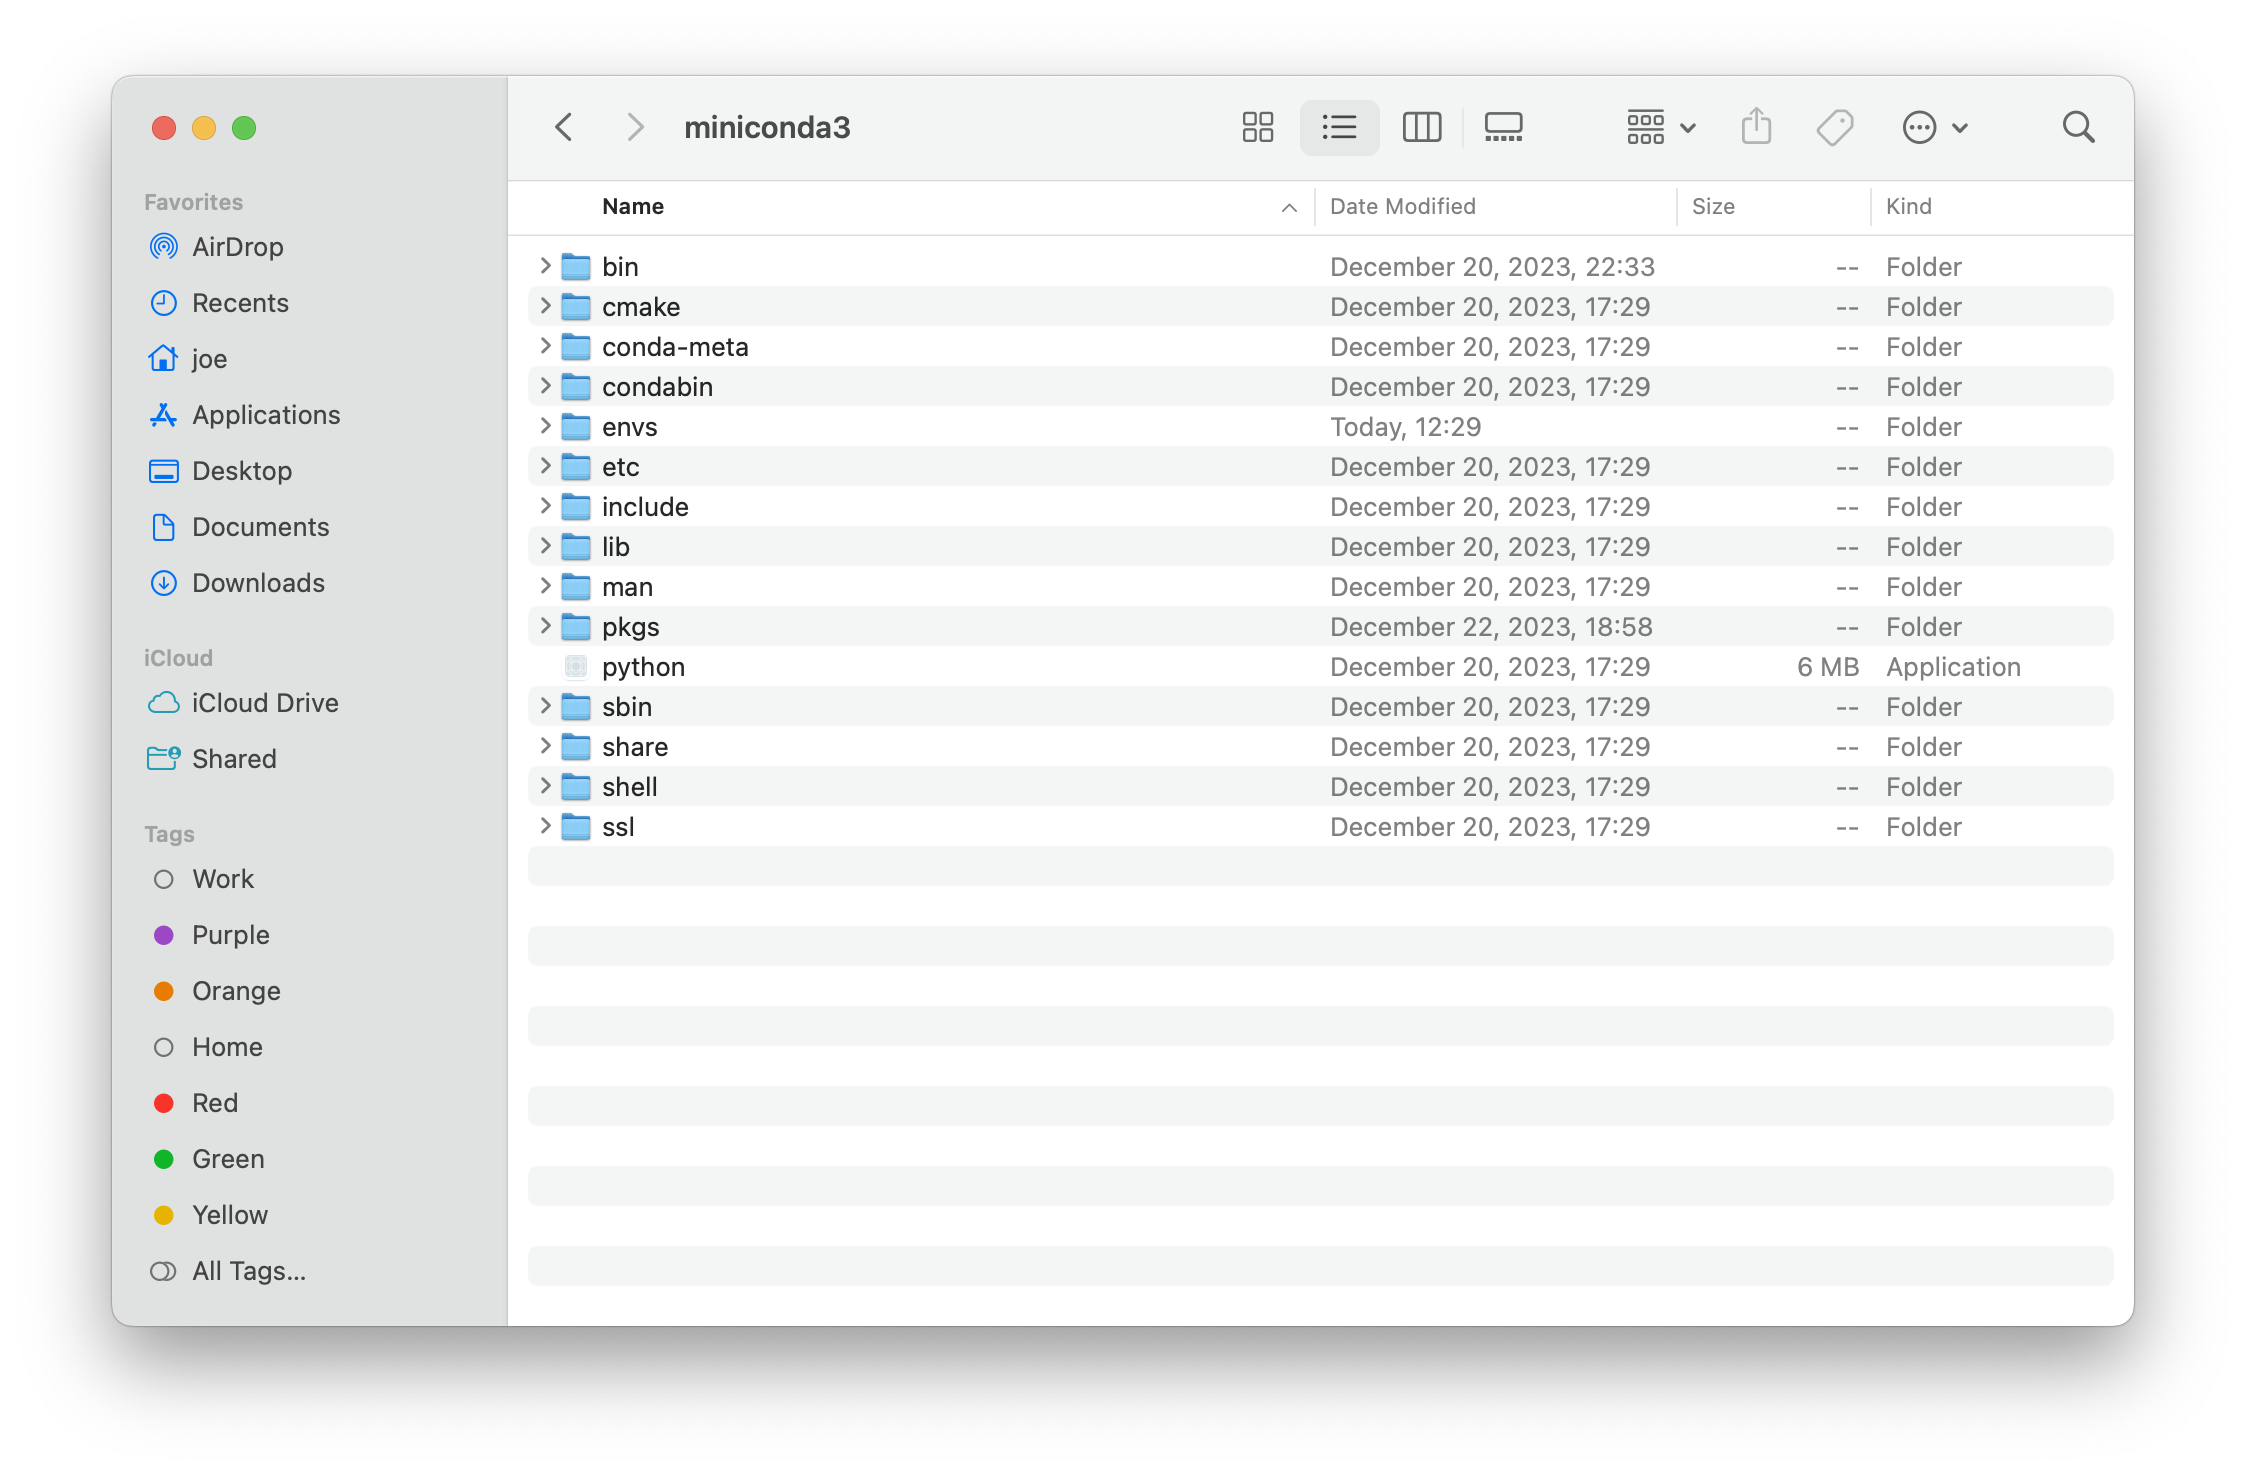 miniconda3
Favorites
AirDrop
Recents
joe
Applications
Desktop
Documents
Downloads
iCloud
iCloud Drive
Shared
Tags
Work
Purple
Orange
Home
Red
Green
Yellow
All Tags...
Name Date Modified Size Kind
bin December 20, 2023, 22:33 -- Folder
cmake December 20, 2023, 17:29 -- Folder
conda-meta December 20, 2023, 17:29 -- Folder
condabin December 20, 2023, 17:29 -- Folder
envs Today, 12:29 -- Folder
etc December 20, 2023, 17:29 -- Folder
include December 20, 2023, 17:29 -- Folder
lib December 20, 2023, 17:29 -- Folder
man December 20, 2023, 17:29 -- Folder
pkgs December 22, 2023, 18:58 -- Folder
python December 20, 2023, 17:29 6 MB Application
sbin December 20, 2023, 17:29 -- Folder
share December 20, 2023, 17:29 -- Folder
shell December 20, 2023, 17:29 -- Folder
ssl December 20, 2023, 17:29 -- Folder